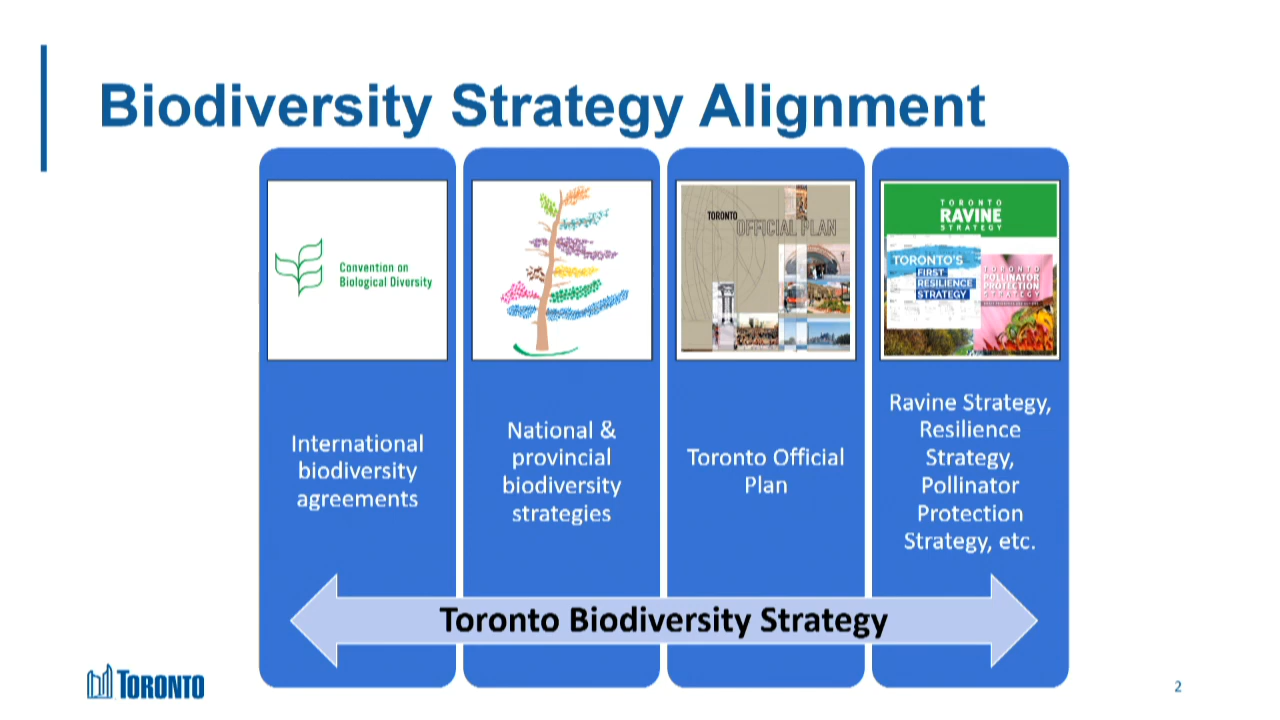 Biodiversity Strategy Alignment
Convention on
Biological Diversity
TORONTO
OFFICIAL PLAN
TORONTO
RAVINE
STRATEGY
TORONTO'S
FIRST
RESILIENCE
STRATEGY
TORONTO
POLLINATOR
PROTECTION
STRATEGY
International
biodiversity
agreements
National &
provincial
biodiversity
strategies
Toronto Official
Plan
Ravine Strategy,
Resilience
Strategy,
Pollinator
Protection
Strategy, etc.
Toronto Biodiversity Strategy
TORONTO
2